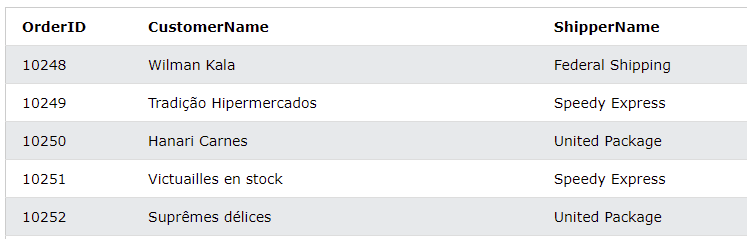 OrderID CustomerName ShipperName
10248 Wilman Kala Federal Shipping
10249 Tradição Hipermercados Speedy Express
10250 Hanari Carnes United Package
10251 Victuailles en stock Speedy Express
10252 Suprêmes délices United Package